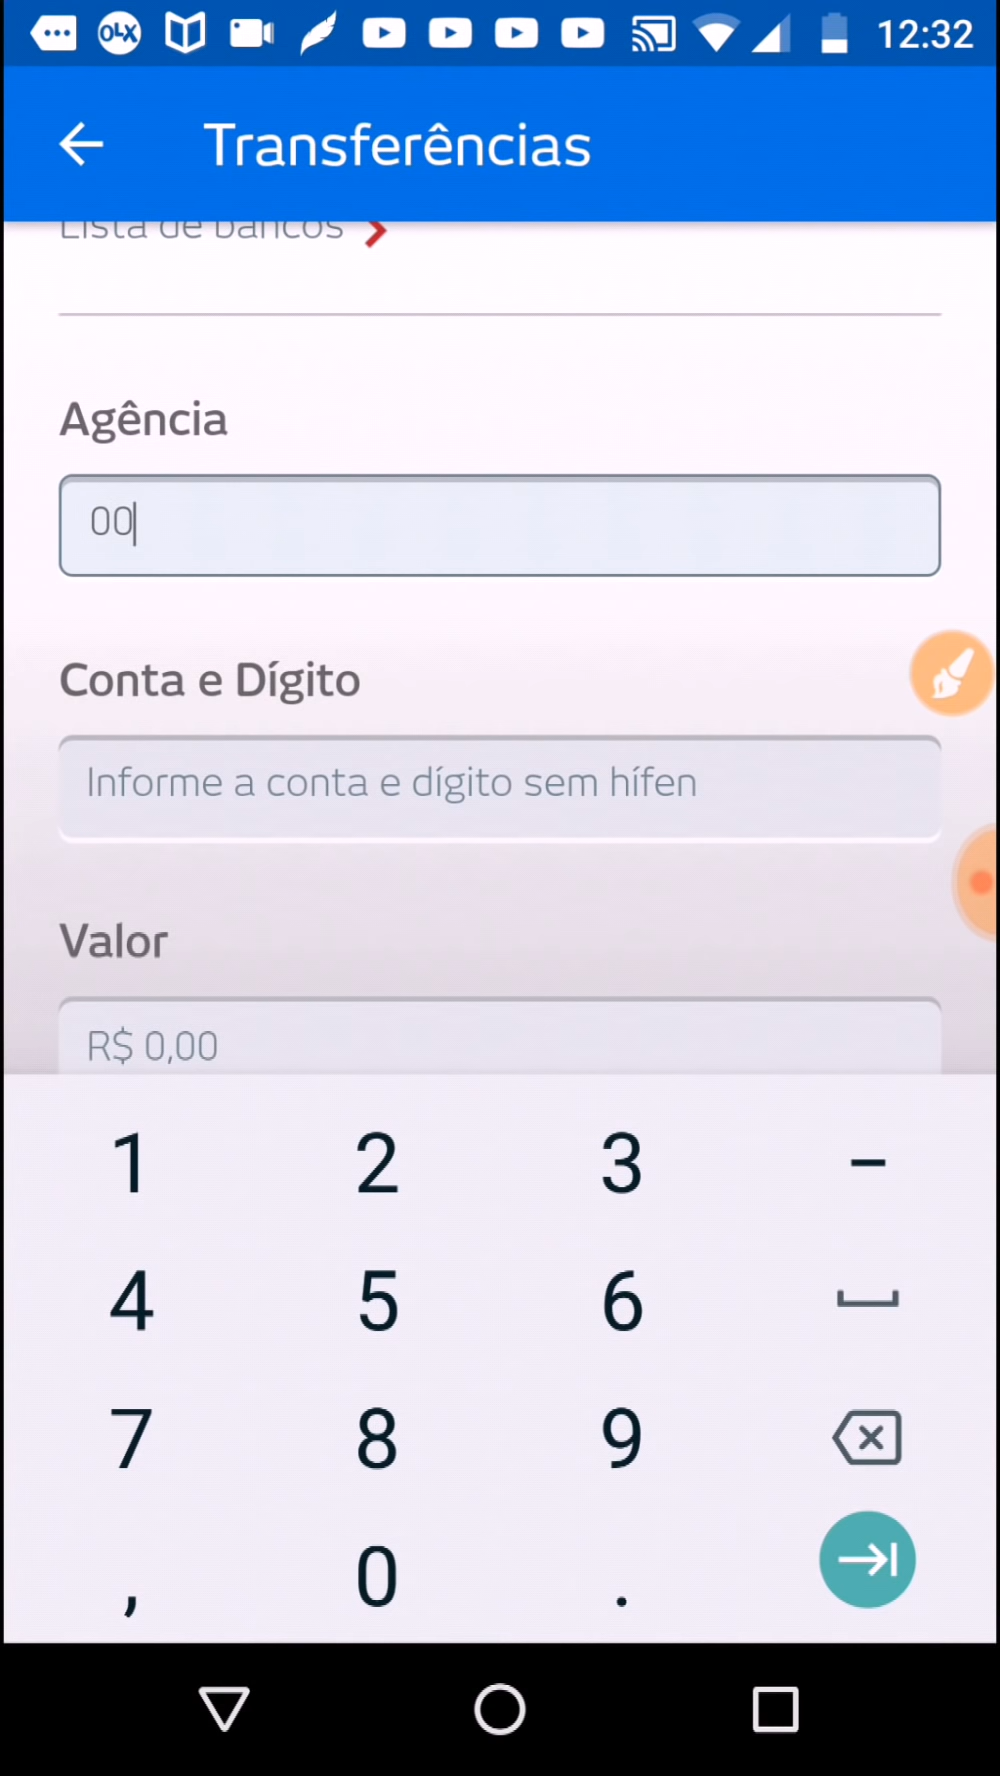 OLX
12:32
Transferências
Lista de bancos
Agência
00
Conta e Dígito
Informe a conta e dígito sem hífen
Valor
R$ 0,00
1 2 3 -
4 5 6
7 8 9
, 0 .